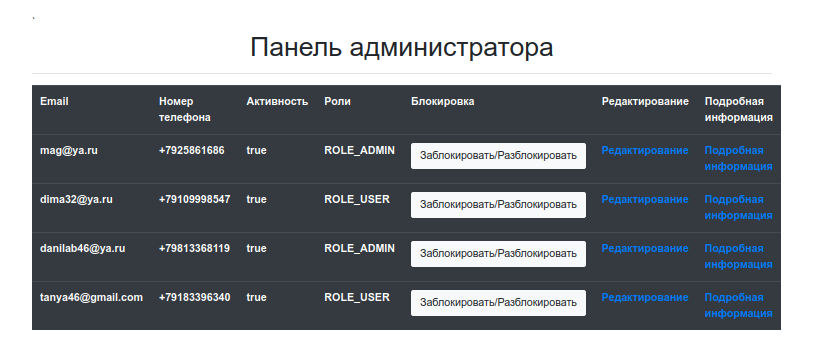 Панель администратора
Email Номер телефона Активность Роли Блокировка Редактирование Подробная информация
mag@ya.ru +7925861686 true ROLE_ADMIN Заблокировать/Разблокировать Редактирование Подробная информация
dima32@ya.ru +79109998547 true ROLE_USER Заблокировать/Разблокировать Редактирование Подробная информация
danilab46@ya.ru +79813368119 true ROLE_ADMIN Заблокировать/Разблокировать Редактирование Подробная информация
tanya46@gmail.com +79183396340 true ROLE_USER Заблокировать/Разблокировать Редактирование Подробная информация